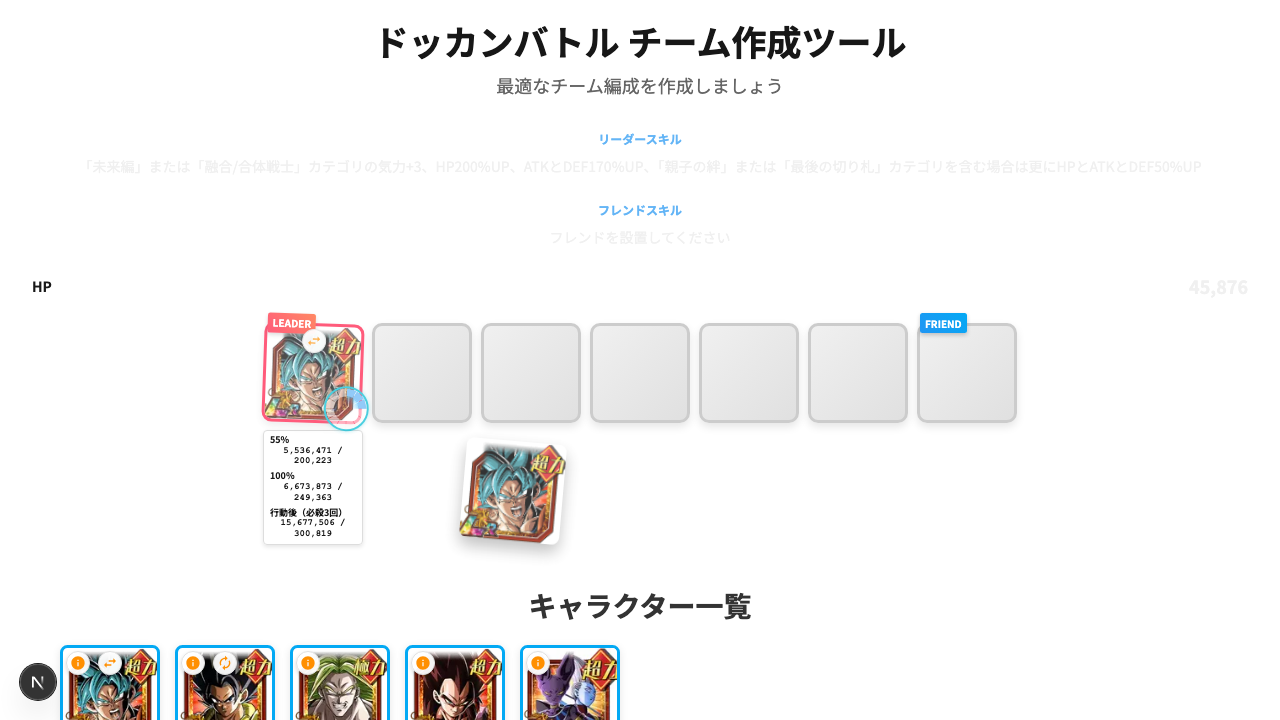 ドッカンバトル チーム作成ツール
最適なチーム編成を作成しましょう
リーダースキル
「未来編」または「融合/合体戦士」カテゴリの気力+3、HP200%UP、ATKとDEF170%UP、「親子の絆」または「最後の切り札」カテゴリを含む場合は更にHPとATKとDEF50%UP
フレンドスキル
フレンドを設置してください
HP
45,876
LEADER
FRIEND
超力
55%
5,536,471 /
200,223
100%
6,673,873 /
249,363
行動後（必殺3回）
15,677,506 /
300,819
超力
キャラクター一覧
超力
超力
極力
超力
超力
N